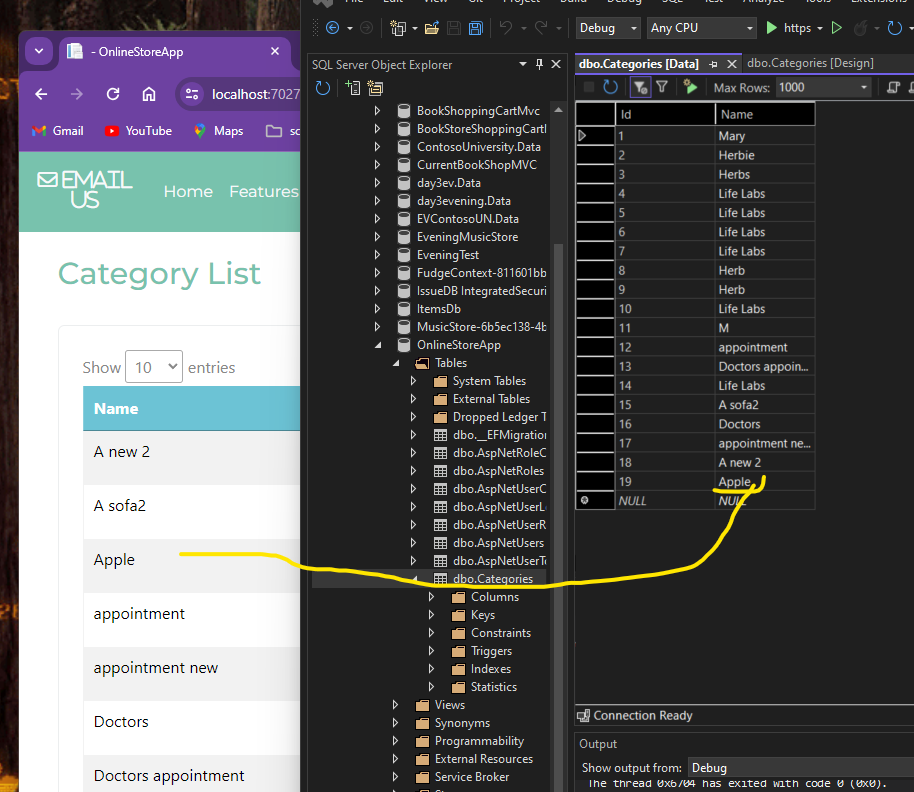 - OnlineStoreApp
localhost:7027
Gmail
YouTube
Maps
EMAIL
US
Home
Features
Category List
Show 10 entries
Name
A new 2
A sofa2
Apple
appointment
appointment new
Doctors
Doctors appointment
SQL Server Object Explorer
BookShoppingCartMvc
ContosoUniversity.Data
CurrentBookShopMVC
day3ev.Data
day3evening.Data
EVContosoUN.Data
EveningMusicStore
EveningTest
FudgeContext-811601bb
IssueDB IntegratedSecuri
ItemsDb
MusicStore-6b5ec138-4b
OnlineStoreApp
Tables
System Tables
External Tables
Dropped Ledger T
dbo.__EFMigration
dbo.AspNetRoleC
dbo.AspNetRoles
dbo.AspNetUserC
dbo.AspNetUserL
dbo.AspNetUserR
dbo.AspNetUsers
dbo.AspNetUserT
dbo.Categories
Columns
Keys
Constraints
Triggers
Indexes
Statistics
Views
Synonyms
Programmability
External Resources
Service Broker
Debug
Any CPU
https
dbo.Categories [Data]
dbo.Categories [Design]
Max Rows: 1000
Id Name
1 Mary
2 Herbie
3 Herbs
4 Life Labs
5 Life Labs
6 Life Labs
7 Life Labs
8 Herb
9 Herb
10 Life Labs
11 M
12 appointment
13 Doctors appoin...
14 Life Labs
15 A sofa2
16 Doctors
17 appointment ne...
18 A new 2
19 Apple
NULL NULL
Connection Ready
Output
Show output from: Debug
The thread 0x6704 has exited with code 0 (0x0).